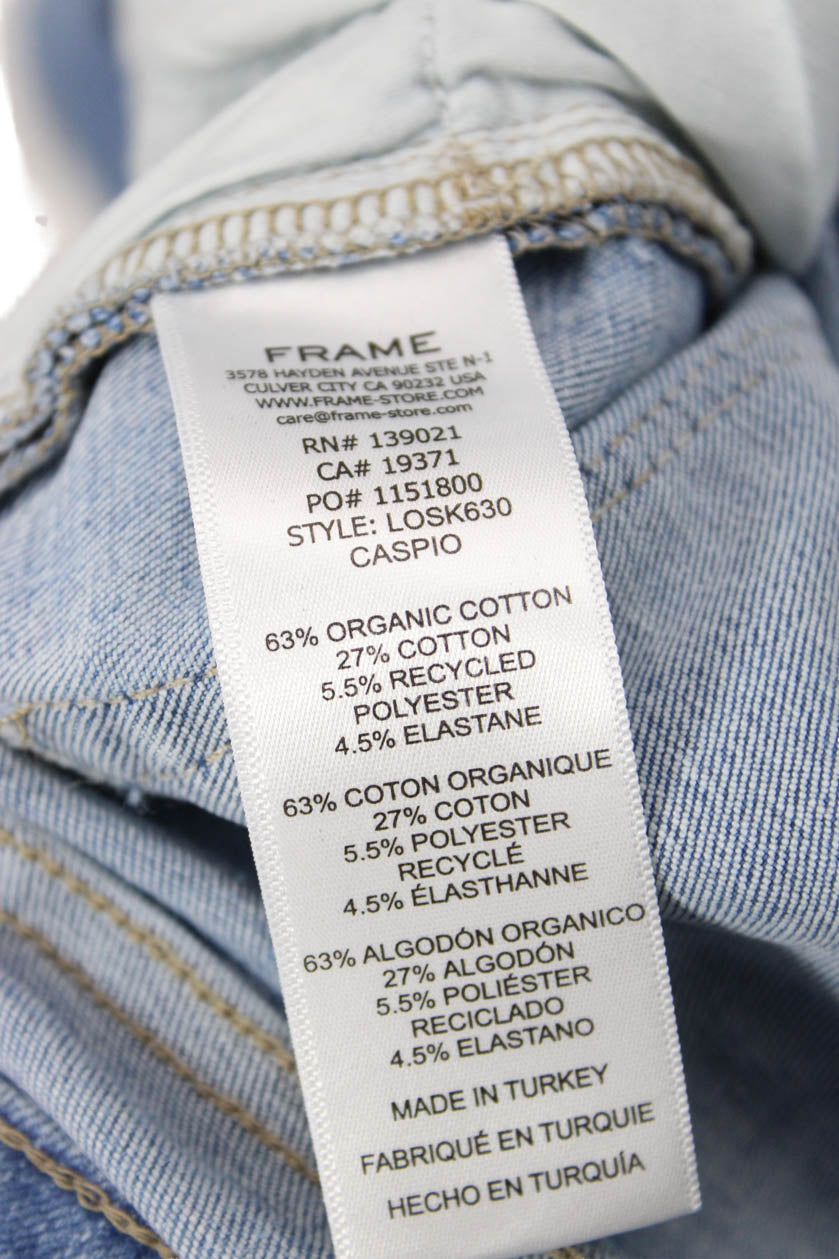 FRAME
3578 HAYDEN AVENUE STE N-1
CULVER CITY CA 90232 USA
WWW.FRAME-STORE.COM
care@frame-store.com
RN# 139021
CA# 19371
PO# 1151800
STYLE: LOSK630
CASPIO
63% ORGANIC COTTON
27% COTTON
5.5% RECYCLED
POLYESTER
4.5% ELASTANE
63% COTON ORGANIQUE
27% COTON
5.5% POLYESTER
RECYCLÉ
4.5% ÉLASTHANNE
63% ALGODÓN ORGANICO
27% ALGODÓN
5.5% POLIÉSTER
RECICLADO
4.5% ELASTANO
MADE IN TURKEY
FABRIQUÉ EN TURQUIE
HECHO EN TURQUÍA